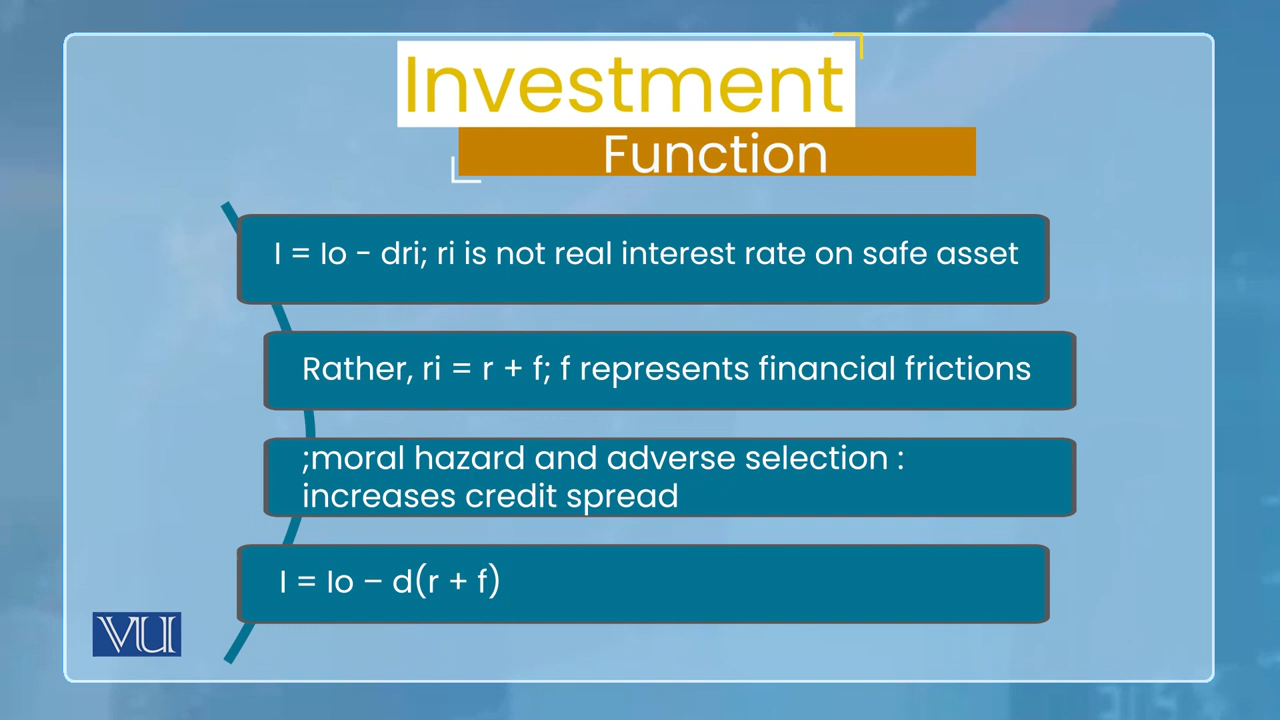 Investment
Function
I = Io - dri; ri is not real interest rate on safe asset
Rather, ri = r + f; f represents financial frictions
;moral hazard and adverse selection :
increases credit spread
I = Io – d(r + f)
VU